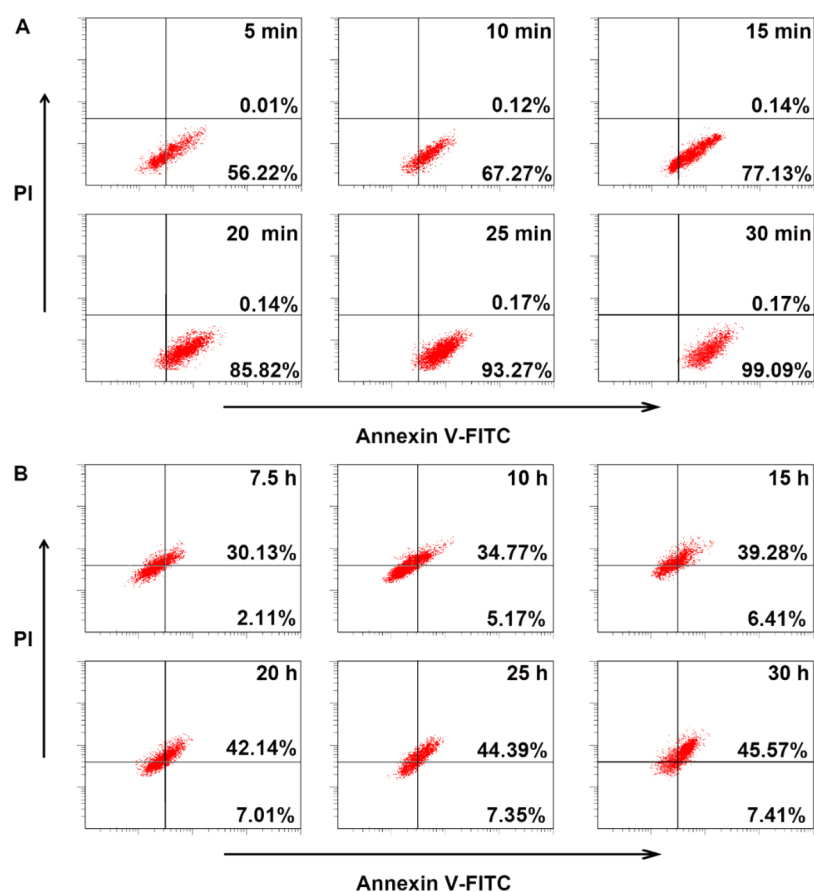 A
5 min
10 min
15 min
0.01%
0.12%
0.14%
56.22%
67.27%
77.13%
PI
20 min
25 min
30 min
0.14%
0.17%
0.17%
85.82%
93.27%
99.09%
Annexin V-FITC
B
7.5 h
10 h
15 h
30.13%
34.77%
39.28%
2.11%
5.17%
6.41%
PI
20 h
25 h
30 h
42.14%
44.39%
45.57%
7.01%
7.35%
7.41%
Annexin V-FITC